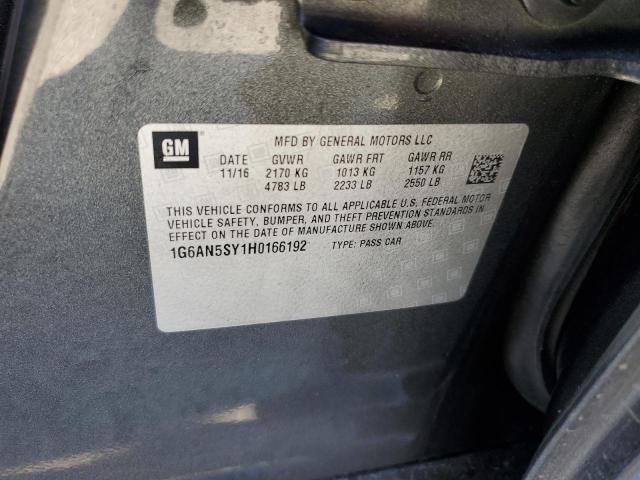 GM
MFD BY GENERAL MOTORS LLC
DATE GVWR GAWR FRT GAWR RR
11/16 2170 KG 1013 KG 1157 KG
4783 LB 2233 LB 2550 LB
THIS VEHICLE CONFORMS TO ALL APPLICABLE U.S. FEDERAL MOTOR
VEHICLE SAFETY, BUMPER, AND THEFT PREVENTION STANDARDS IN
EFFECT ON THE DATE OF MANUFACTURE SHOWN ABOVE.
1G6AN5SY1H0166192 TYPE: PASS CAR